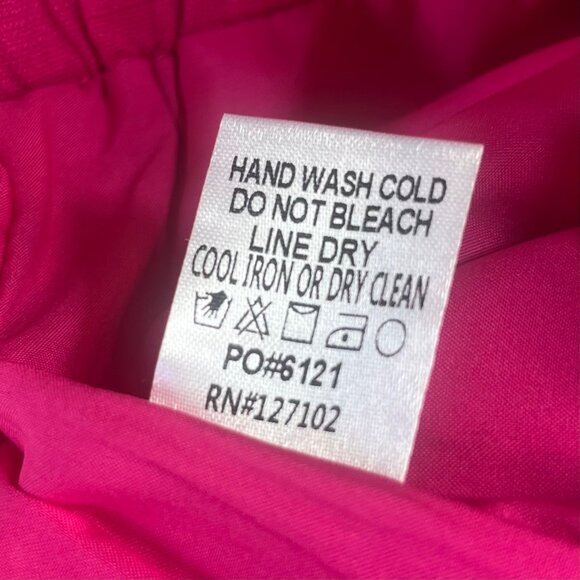 HAND WASH COLD
DO NOT BLEACH
LINE DRY
COOL IRON OR DRY CLEAN
PO#6121
RN#127102